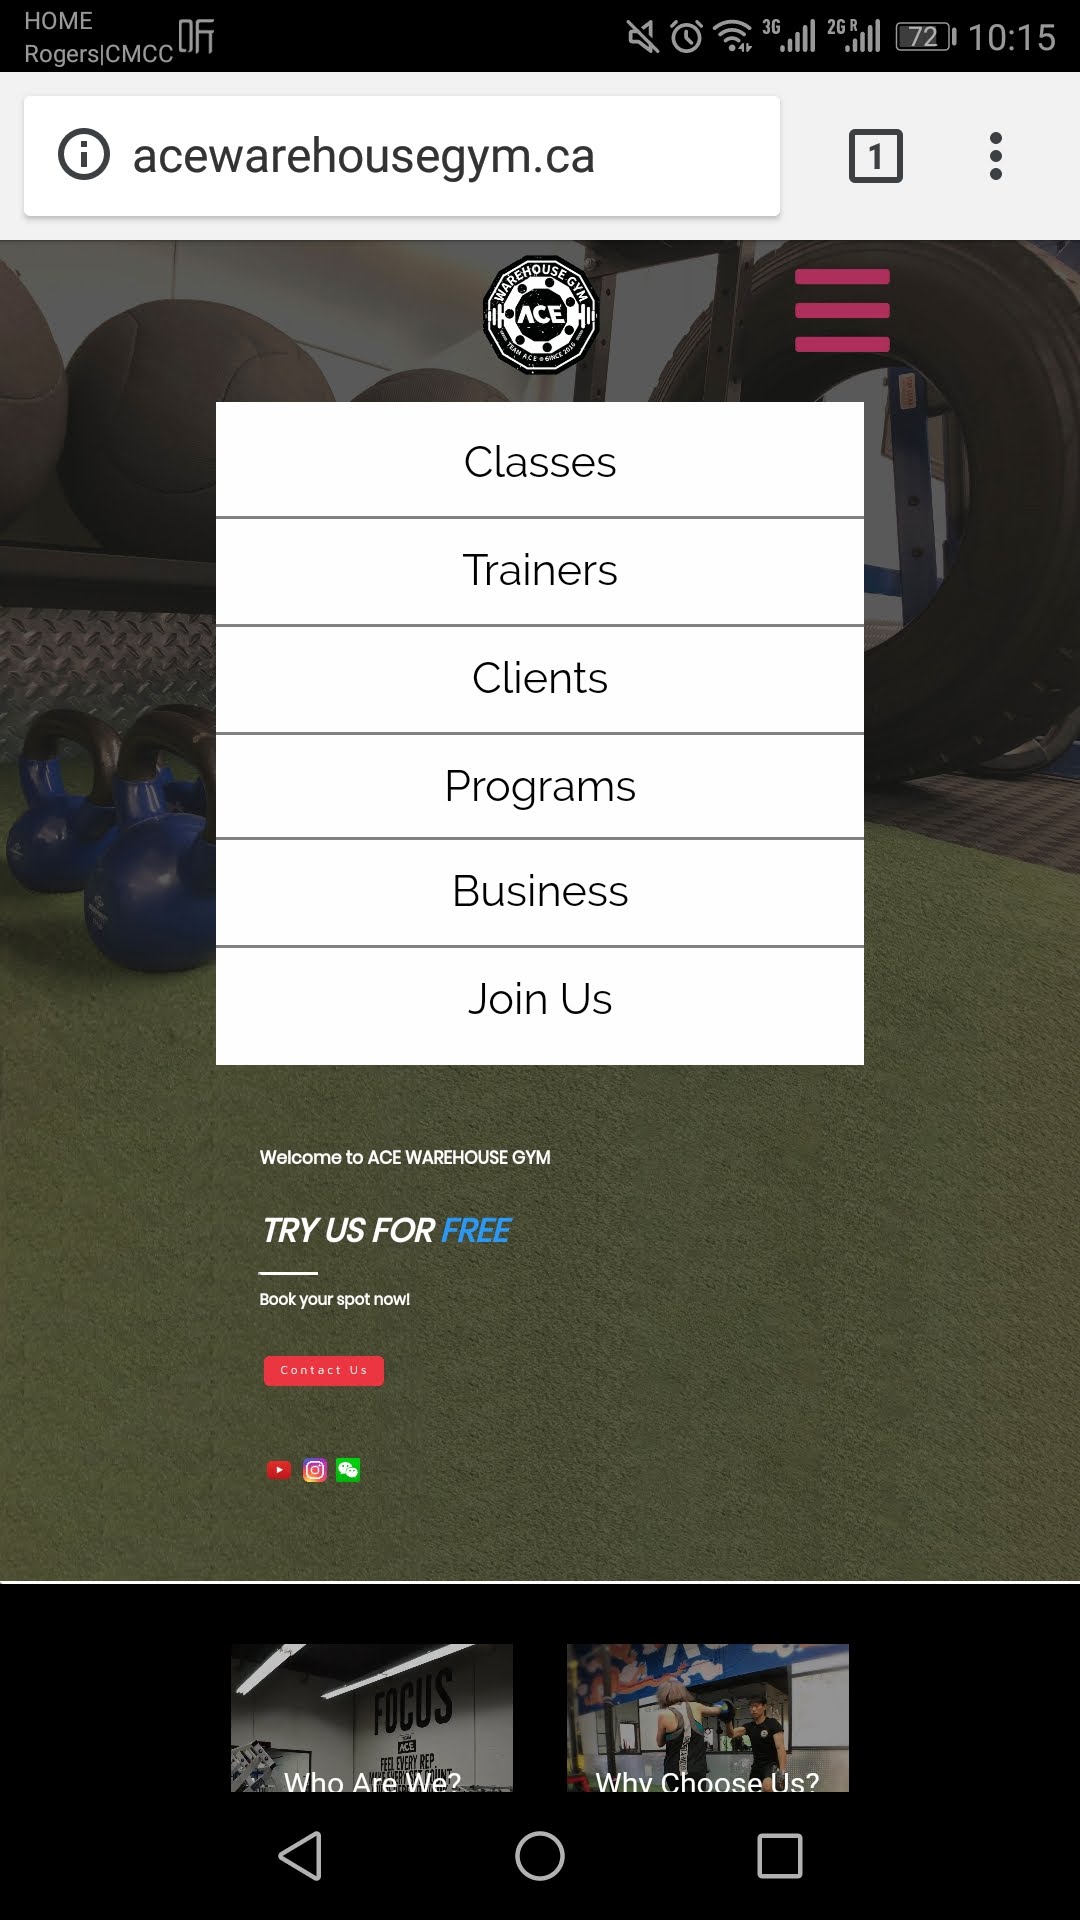 HOME
Rogers|CMCC
3G
2G R
72
10:15
acewarehousegym.ca
1
WAREHOUSE GYM
ACE
TEAM ACE
SINCE 2016
Classes
Trainers
Clients
Programs
Business
Join Us
Welcome to ACE WAREHOUSE GYM
TRY US FOR FREE
Book your spot now!
Contact Us
FOCUS
ACE
FEEL EVERY REP
Who Are We?
Why Choose Us?